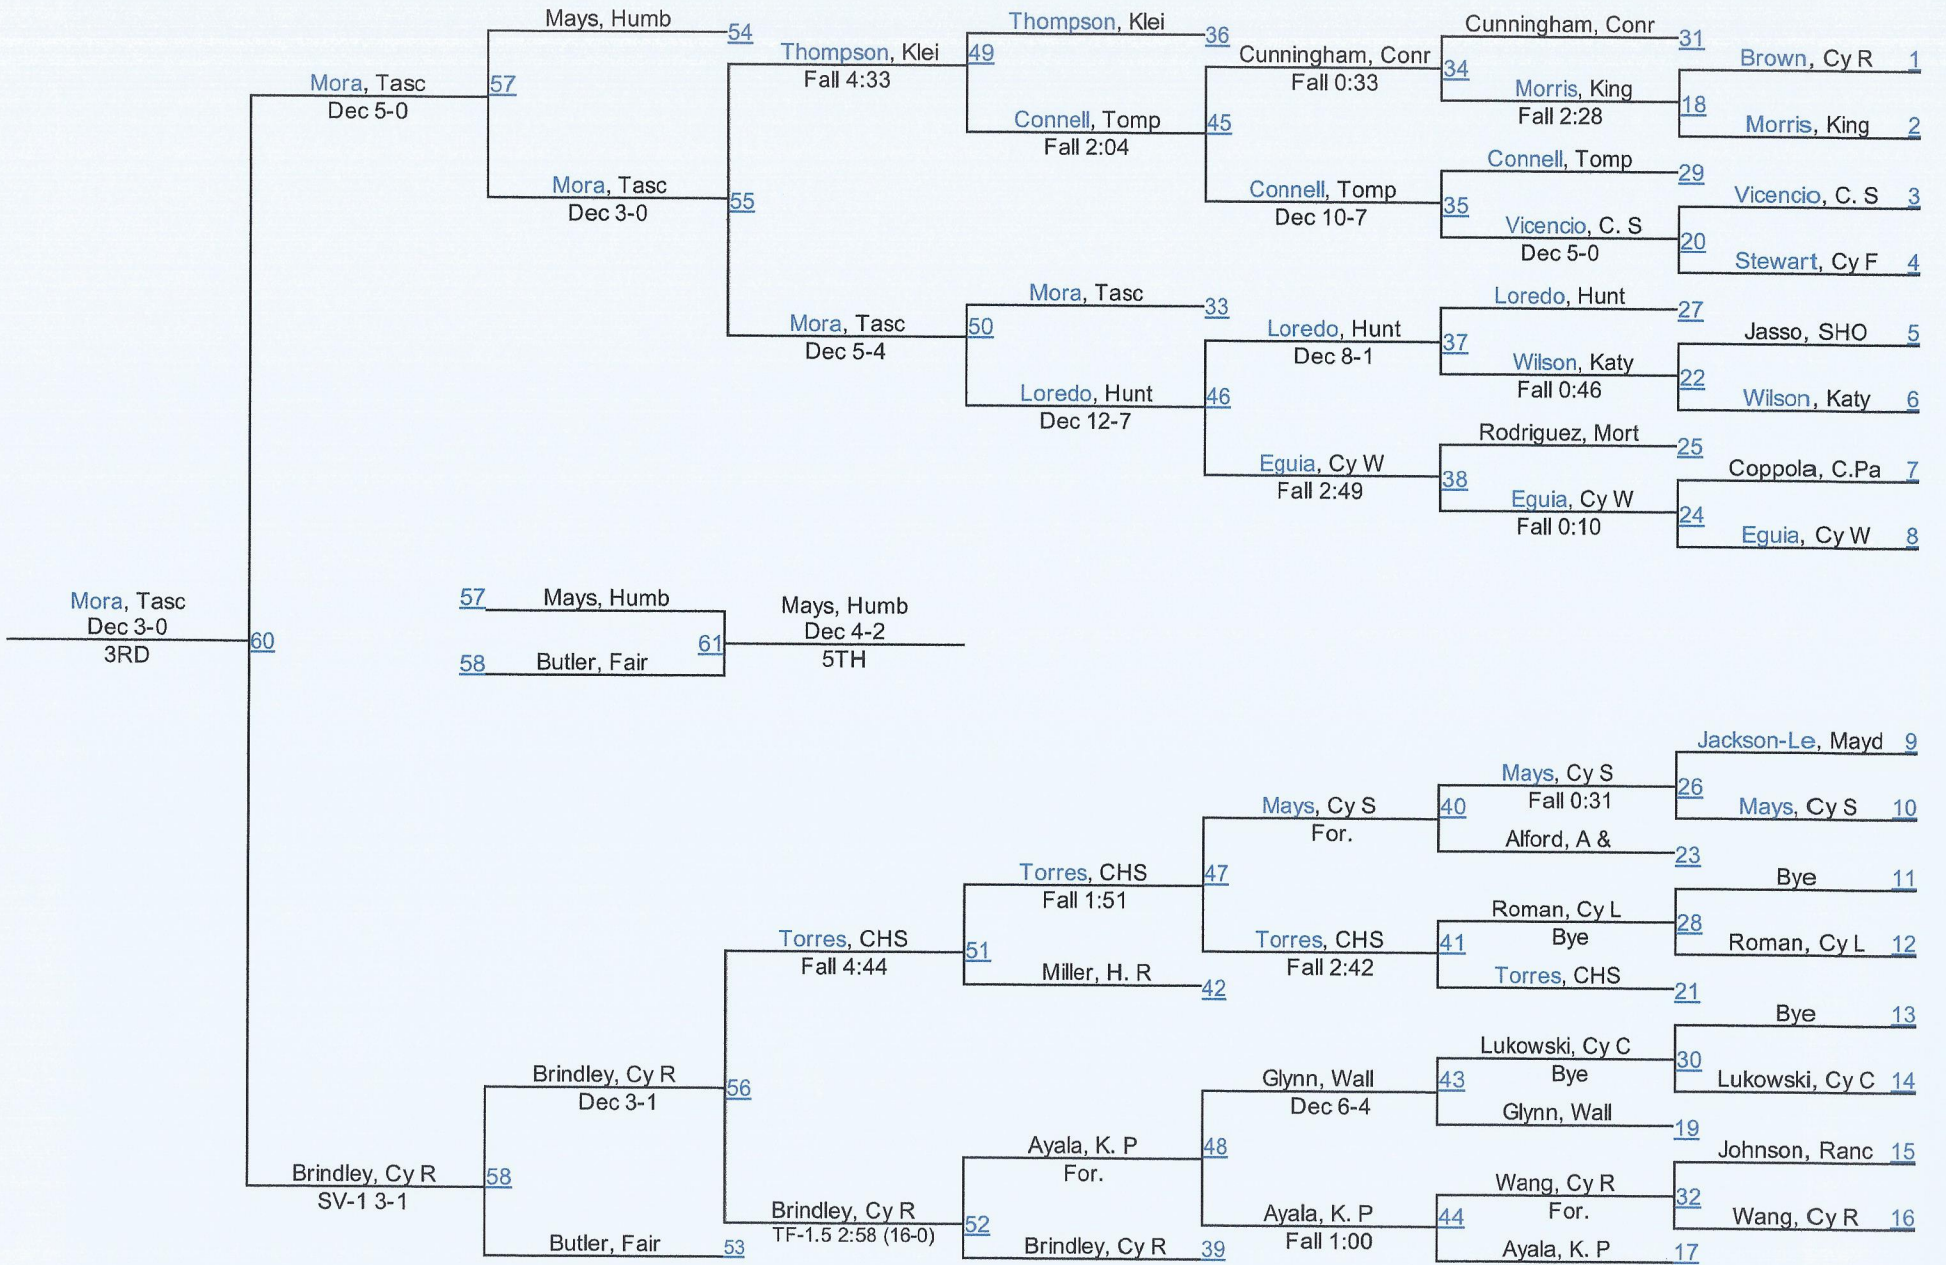 Mays, Humb
54
Thompson, Klei
36
Cunningham, Conr
31
Brown, Cy R 1
Mora, Tasc
Dec 5-0
57
Thompson, Klei
Fall 4:33
49
Cunningham, Conr
Fall 0:33
34
Morris, King
Fall 2:28
18
Morris, King 2
Connell, Tomp
Fall 2:04
45
Connell, Tomp
29
Vicencio, C. S 3
Mora, Tasc
Dec 3-0
55
Connell, Tomp
Dec 10-7
35
Vicencio, C. S
Dec 5-0
20
Stewart, Cy F 4
Mora, Tasc
33
Loredo, Hunt
27
Jasso, SHO 5
Mora, Tasc
Dec 5-4
50
Loredo, Hunt
Dec 8-1
37
Wilson, Katy
Fall 0:46
22
Wilson, Katy 6
Loredo, Hunt
Dec 12-7
46
Rodriguez, Mort
25
Coppola, C.Pa 7
Eguia, Cy W
Fall 2:49
38
Eguia, Cy W
Fall 0:10
24
Eguia, Cy W 8
Mora, Tasc
Dec 3-0
3RD
60
57 Mays, Humb
58 Butler, Fair
61
Mays, Humb
Dec 4-2
5TH
Jackson-Le, Mayd 9
Mays, Cy S
Fall 0:31
26
Mays, Cy S 10
Mays, Cy S
For.
40
Alford, A &
23
Bye 11
Torres, CHS
Fall 1:51
47
Roman, Cy L
Bye
28
Roman, Cy L 12
Torres, CHS
Fall 4:44
51
Torres, CHS
Fall 2:42
41
Torres, CHS
21
Miller, H. R
42
Bye 13
Brindley, Cy R
Dec 3-1
56
Glynn, Wall
Dec 6-4
43
Lukowski, Cy C
Bye
30
Lukowski, Cy C 14
Glynn, Wall
19
Ayala, K. P
For.
48
Johnson, Ranc 15
Brindley, Cy R
SV-1 3-1
58
Wang, Cy R
For.
32
Wang, Cy R 16
Brindley, Cy R
TF-1.5 2:58 (16-0)
52
Ayala, K. P
Fall 1:00
44
Butler, Fair
53
Brindley, Cy R
39
Ayala, K. P
17